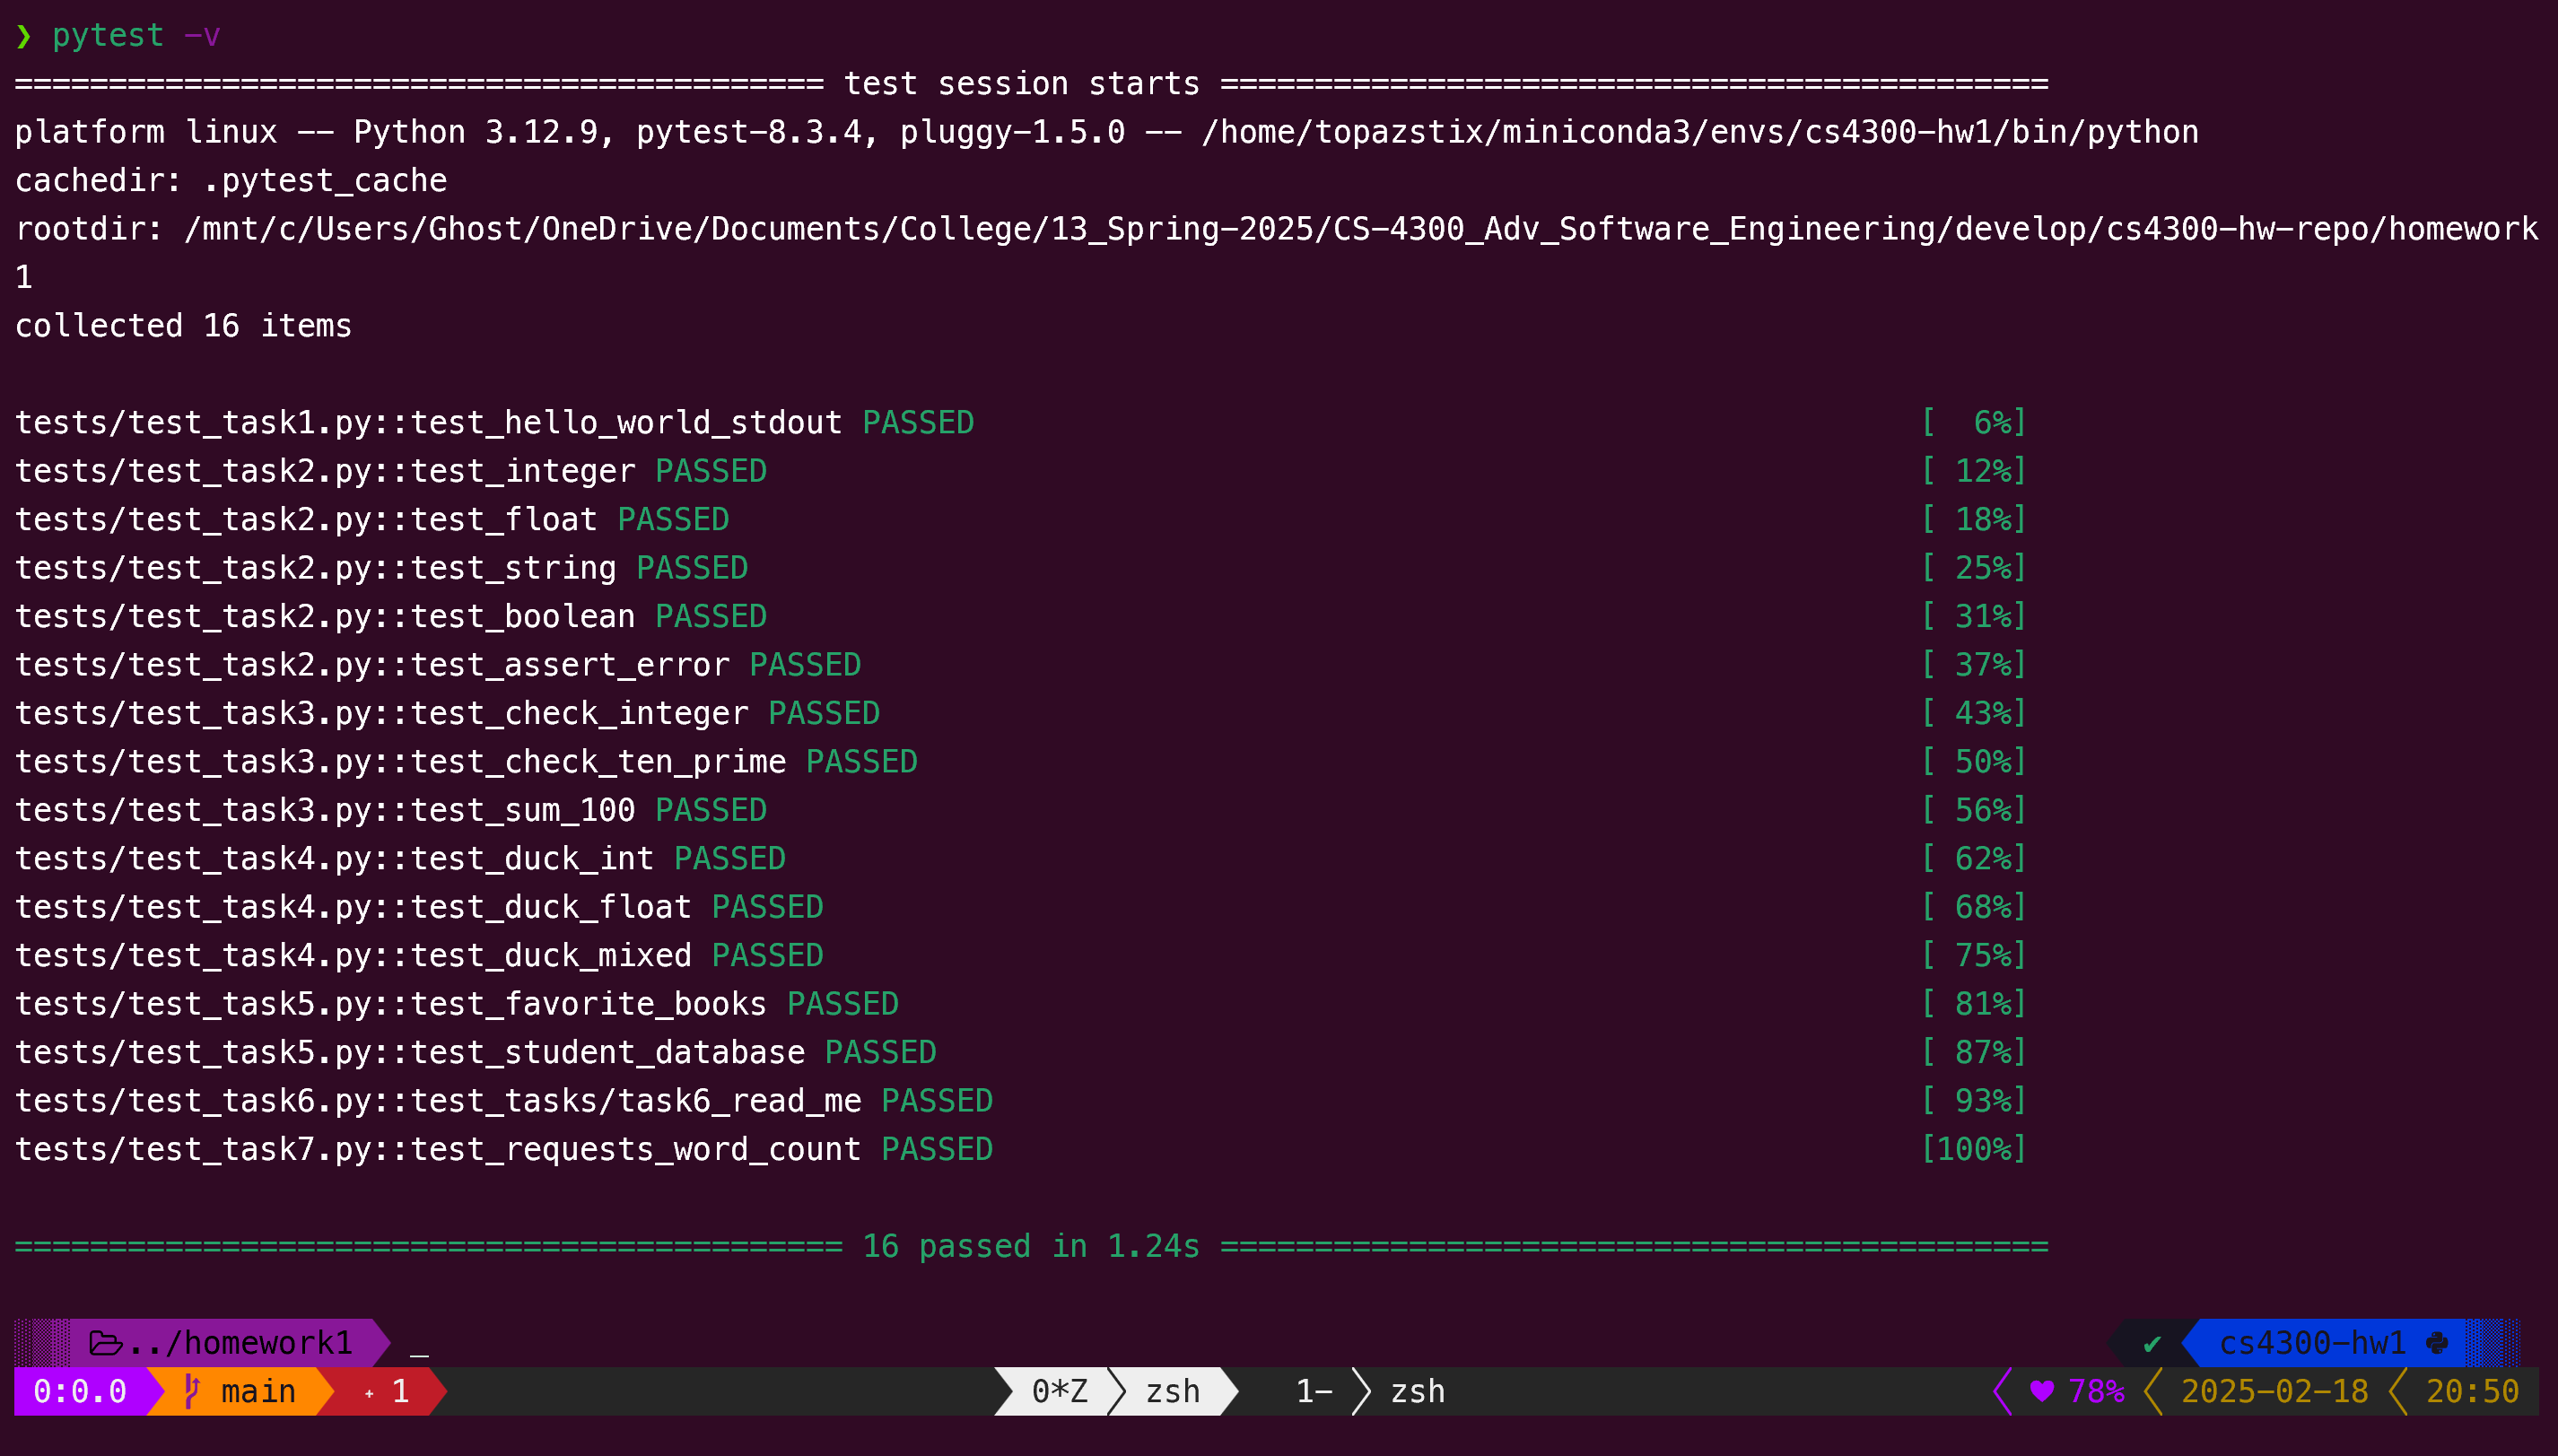 ❯ pytest -v
=========================================== test session starts ============================================
platform linux -- Python 3.12.9, pytest-8.3.4, pluggy-1.5.0 -- /home/topazstix/miniconda3/envs/cs4300-hw1/bin/python
cachedir: .pytest_cache
rootdir: /mnt/c/Users/Ghost/OneDrive/Documents/College/13_Spring-2025/CS-4300_Adv_Software_Engineering/develop/cs4300-hw-repo/homework
1
collected 16 items
tests/test_task1.py::test_hello_world_stdout PASSED [  6%]
tests/test_task2.py::test_integer PASSED [ 12%]
tests/test_task2.py::test_float PASSED [ 18%]
tests/test_task2.py::test_string PASSED [ 25%]
tests/test_task2.py::test_boolean PASSED [ 31%]
tests/test_task2.py::test_assert_error PASSED [ 37%]
tests/test_task3.py::test_check_integer PASSED [ 43%]
tests/test_task3.py::test_check_ten_prime PASSED [ 50%]
tests/test_task3.py::test_sum_100 PASSED [ 56%]
tests/test_task4.py::test_duck_int PASSED [ 62%]
tests/test_task4.py::test_duck_float PASSED [ 68%]
tests/test_task4.py::test_duck_mixed PASSED [ 75%]
tests/test_task5.py::test_favorite_books PASSED [ 81%]
tests/test_task5.py::test_student_database PASSED [ 87%]
tests/test_task6.py::test_tasks/task6_read_me PASSED [ 93%]
tests/test_task7.py::test_requests_word_count PASSED [100%]
============================================ 16 passed in 1.24s ============================================
../homework1 _ ✔ cs4300-hw1
0:0.0 main + 1 0*Z zsh 1- zsh ♥ 78% 2025-02-18 20:50